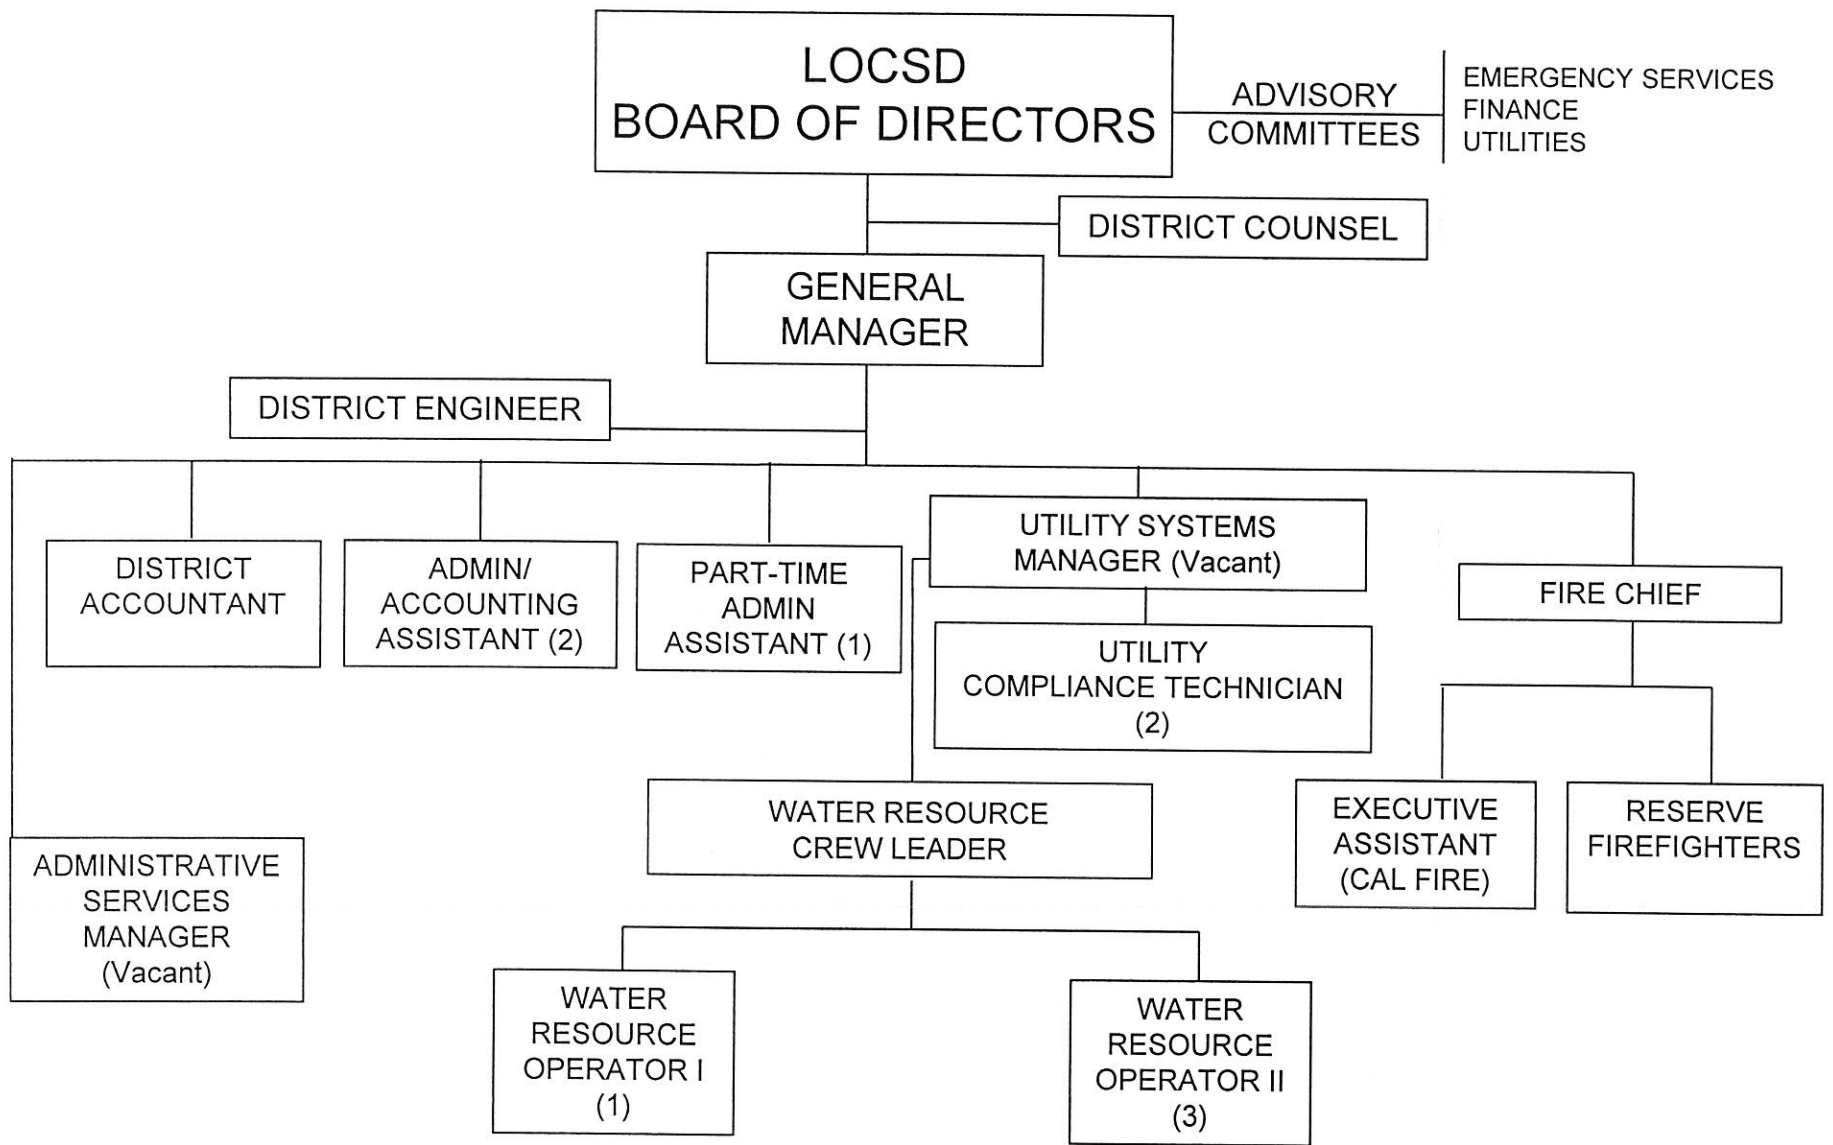 LOCSD
BOARD OF DIRECTORS
ADVISORY
COMMITTEES
EMERGENCY SERVICES
FINANCE
UTILITIES
DISTRICT COUNSEL
GENERAL
MANAGER
DISTRICT ENGINEER
DISTRICT
ACCOUNTANT
ADMIN/
ACCOUNTING
ASSISTANT (2)
PART-TIME
ADMIN
ASSISTANT (1)
UTILITY SYSTEMS
MANAGER (Vacant)
UTILITY
COMPLIANCE TECHNICIAN
(2)
FIRE CHIEF
EXECUTIVE
ASSISTANT
(CAL FIRE)
RESERVE
FIREFIGHTERS
WATER RESOURCE
CREW LEADER
ADMINISTRATIVE
SERVICES
MANAGER
(Vacant)
WATER
RESOURCE
OPERATOR I
(1)
WATER
RESOURCE
OPERATOR II
(3)